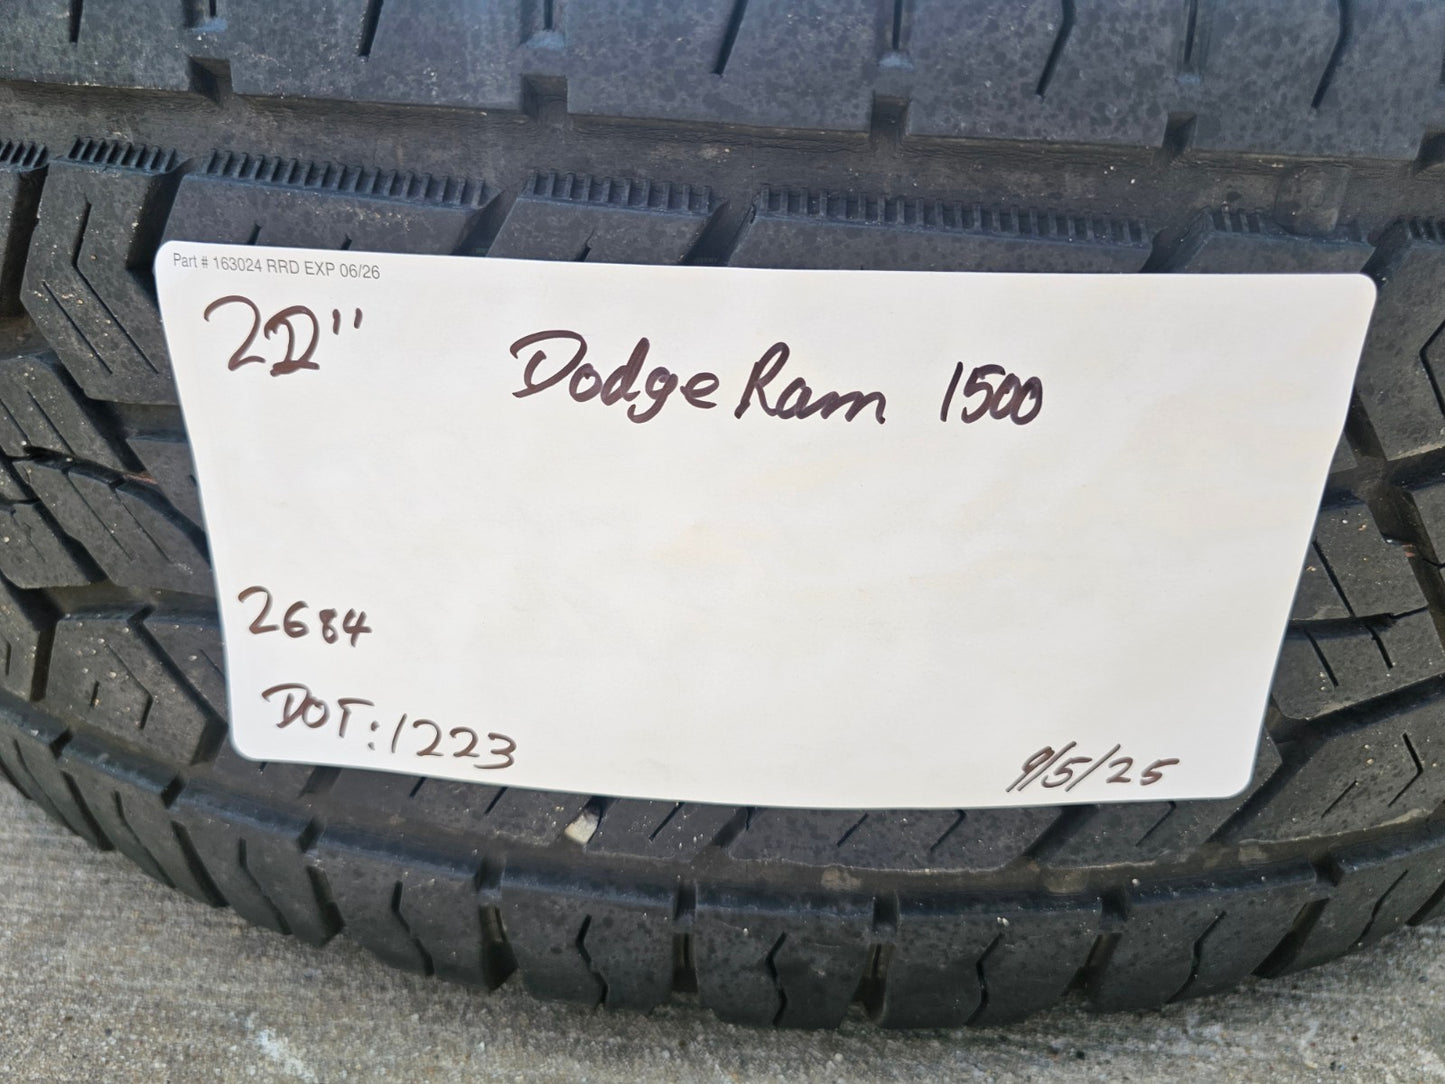 Part # 163024 RRD EXP 06/26
22"
Dodge Ram 1500
2684
DOT: 1223
9/5/25